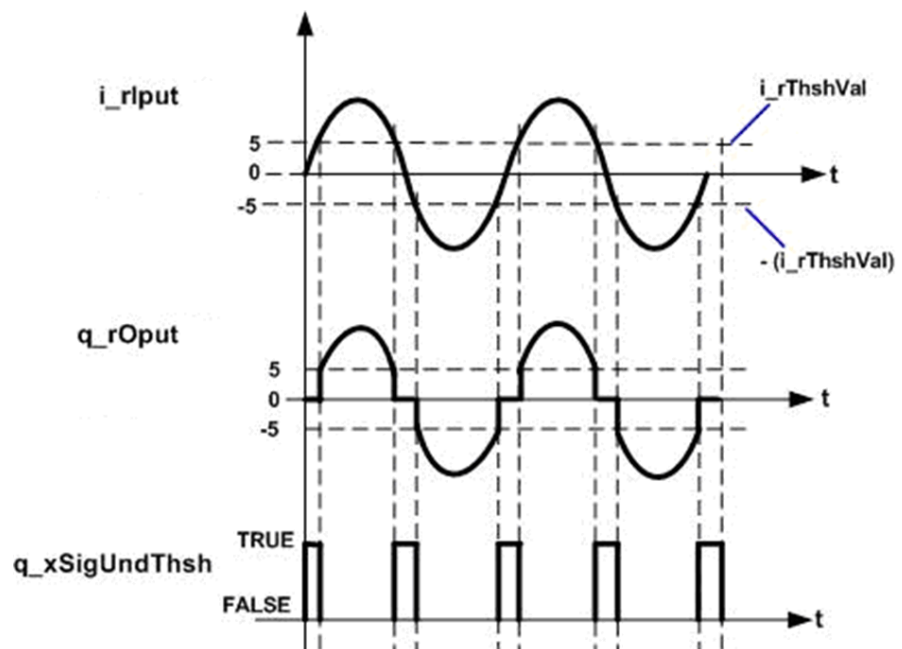 i_rIput
i_rThshVal
5
0
t
-5
- (i_rThshVal)
q_rOput
5
0
t
-5
TRUE
q_xSigUndThsh
FALSE
t